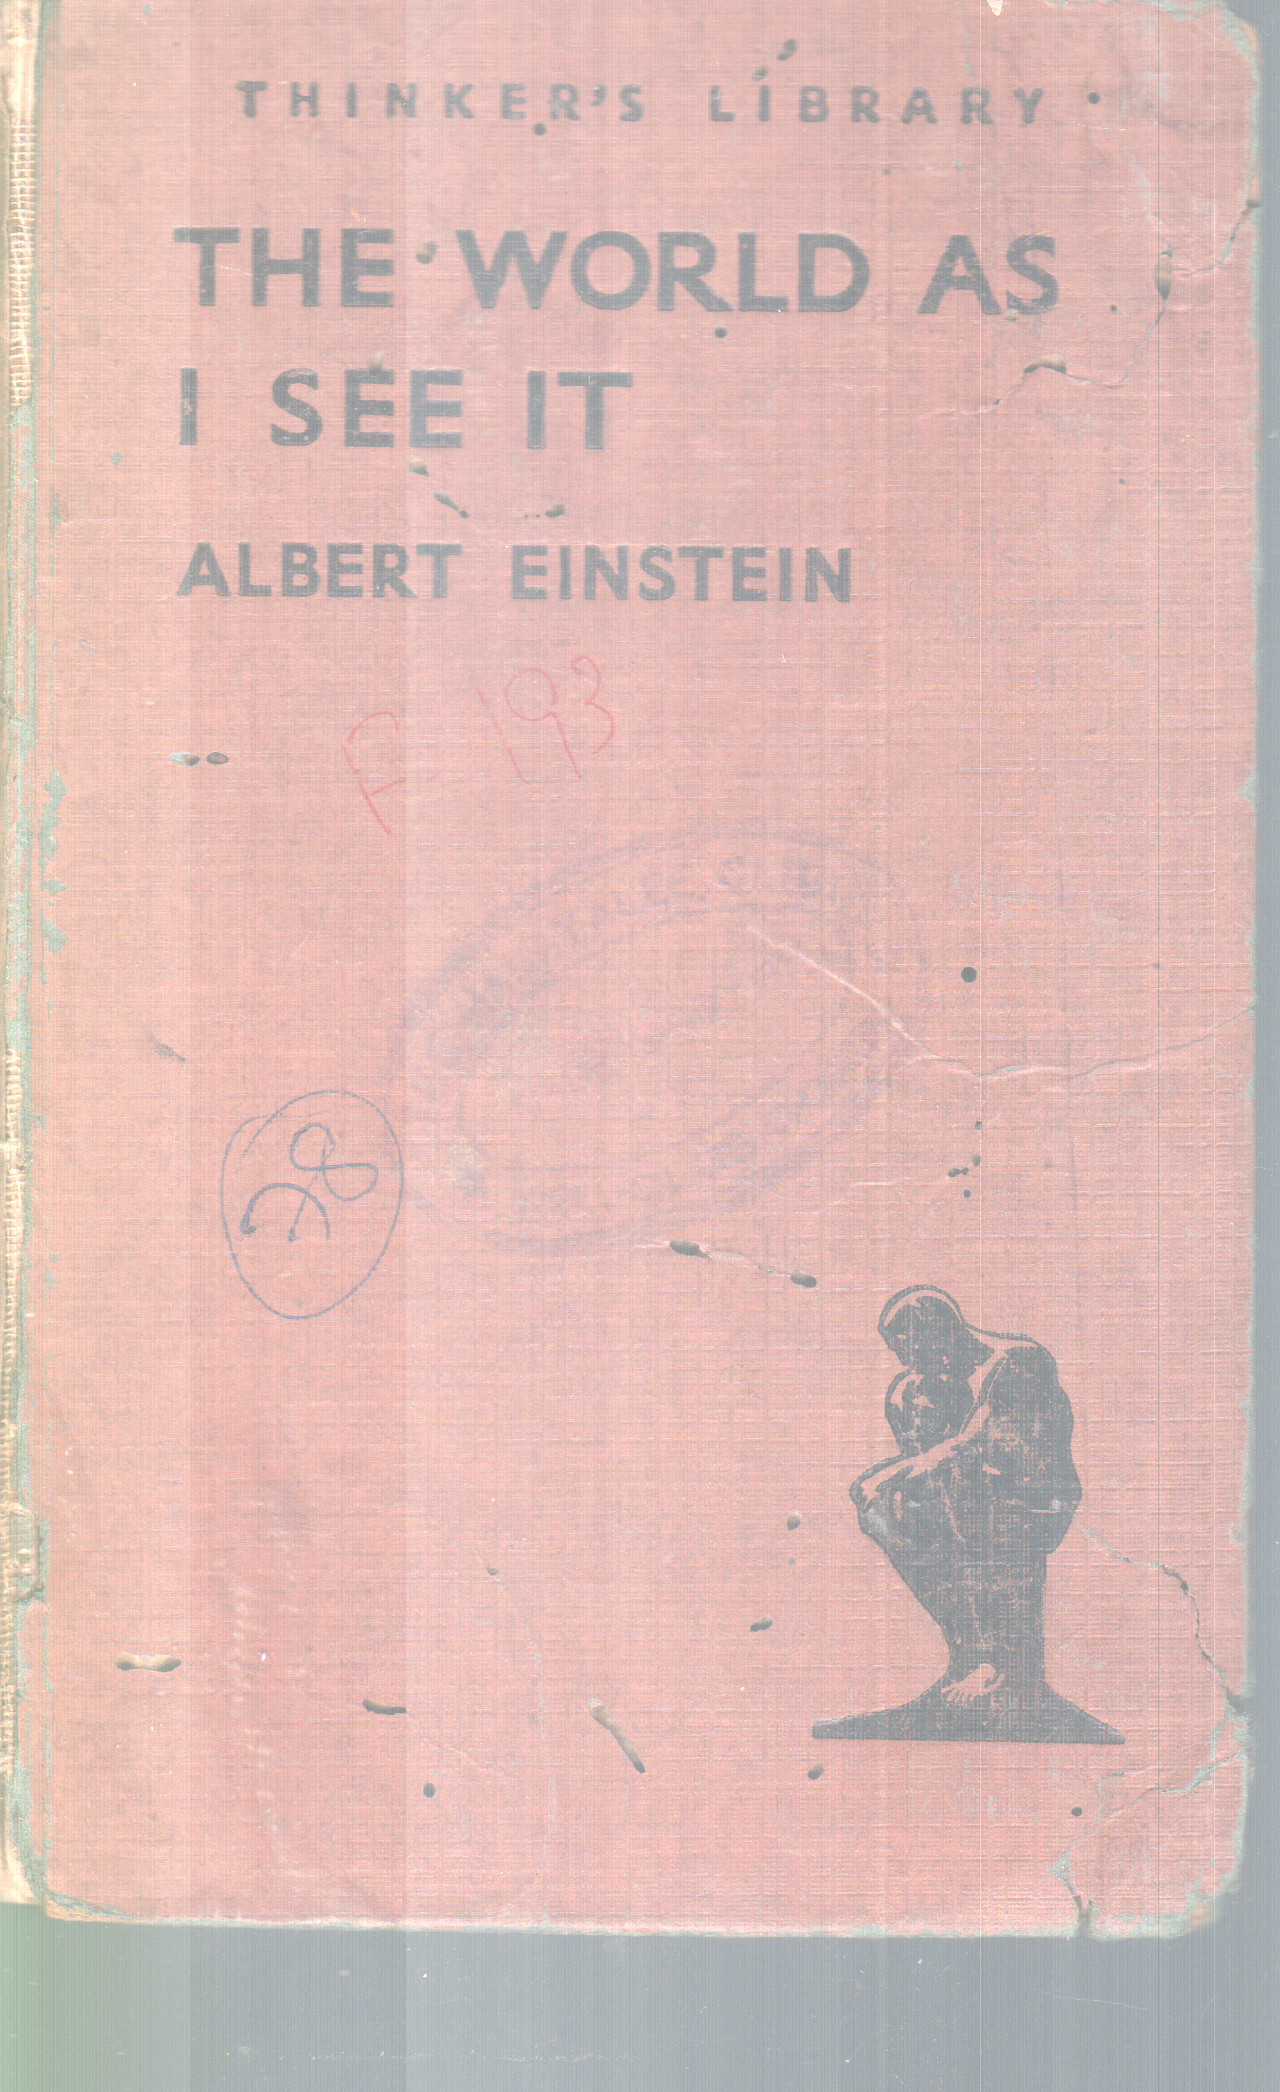 THINKER'S LIBRARY
THE WORLD AS
I SEE IT
ALBERT EINSTEIN
193